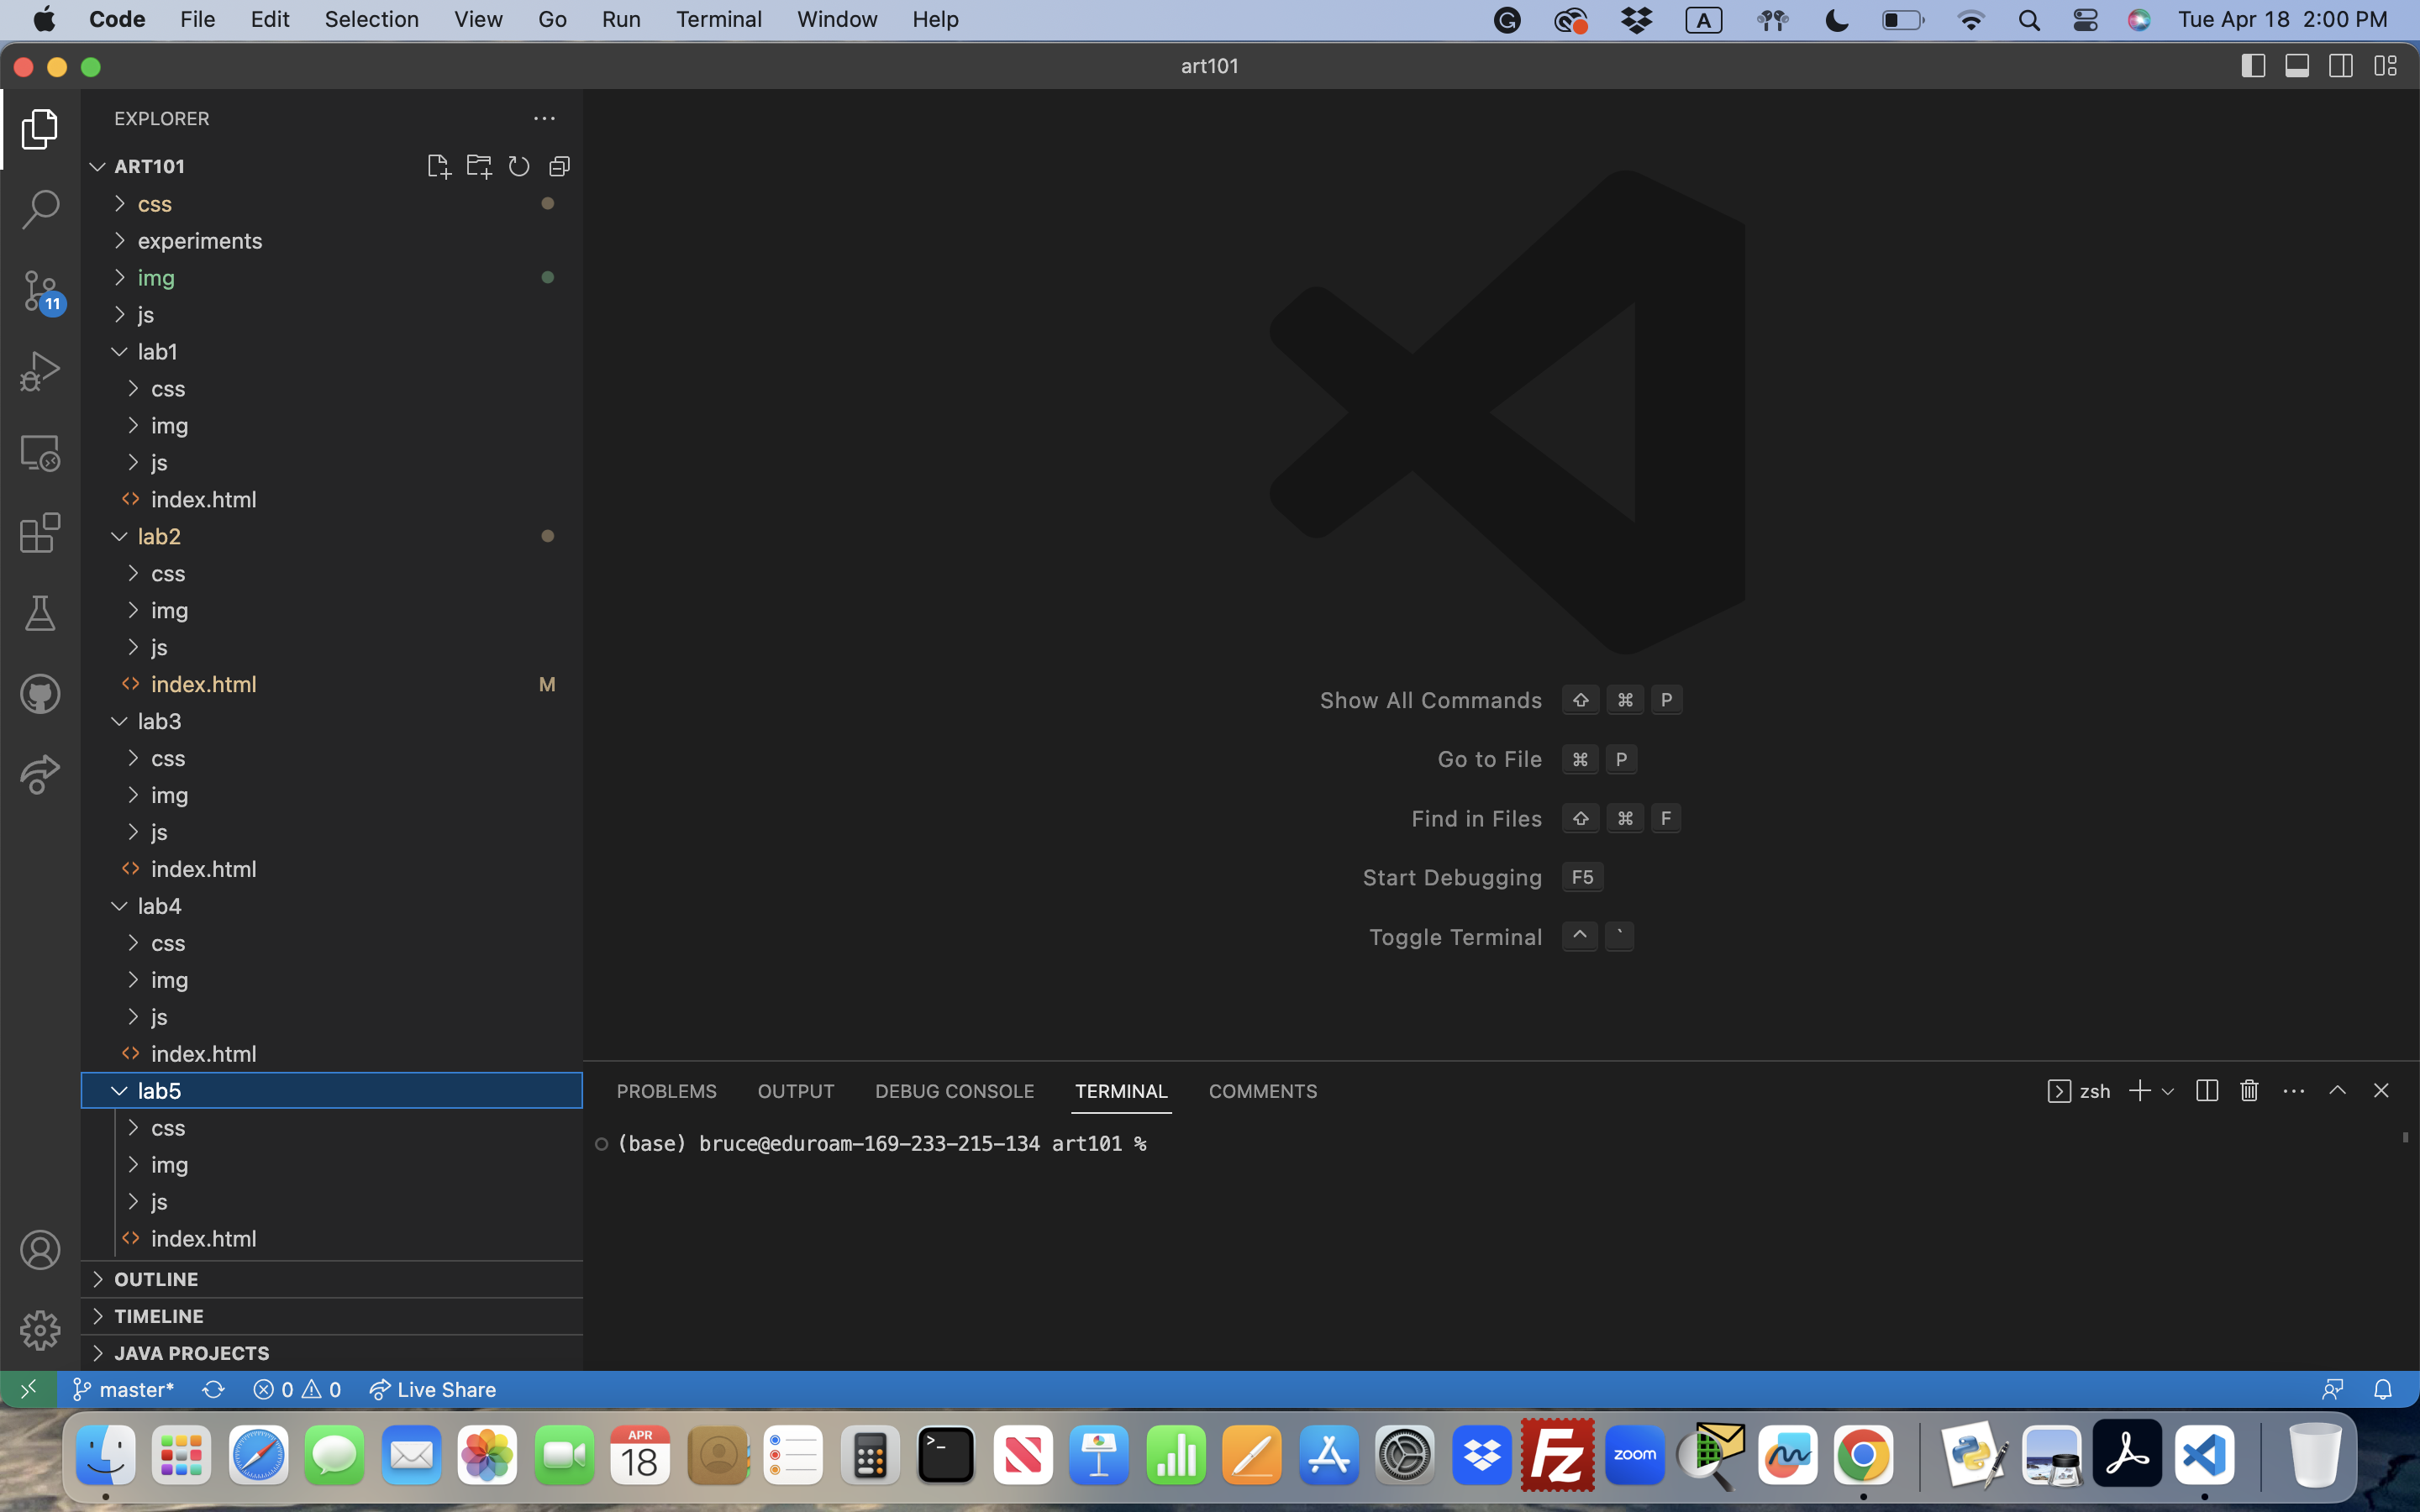 Code File Edit Selection View Go Run Terminal Window Help A Tue Apr 18 2:00 PM
art101
EXPLORER
ART101
css
experiments
img
11
js
lab1
css
img
js
<> index.html
lab2
css
img
js
<> index.html M
lab3
css
img
js
<> index.html
lab4
css
img
js
<> index.html
lab5
css
img
js
<> index.html
OUTLINE
TIMELINE
JAVA PROJECTS
Show All Commands ⇧ ⌘ P
Go to File ⌘ P
Find in Files ⇧ ⌘ F
Start Debugging F5
Toggle Terminal ^ `
PROBLEMS OUTPUT DEBUG CONSOLE TERMINAL COMMENTS zsh
(base) bruce@eduroam-169-233-215-134 art101 %
master* 0 0 Live Share
APR
18
>_
Fz
zoom